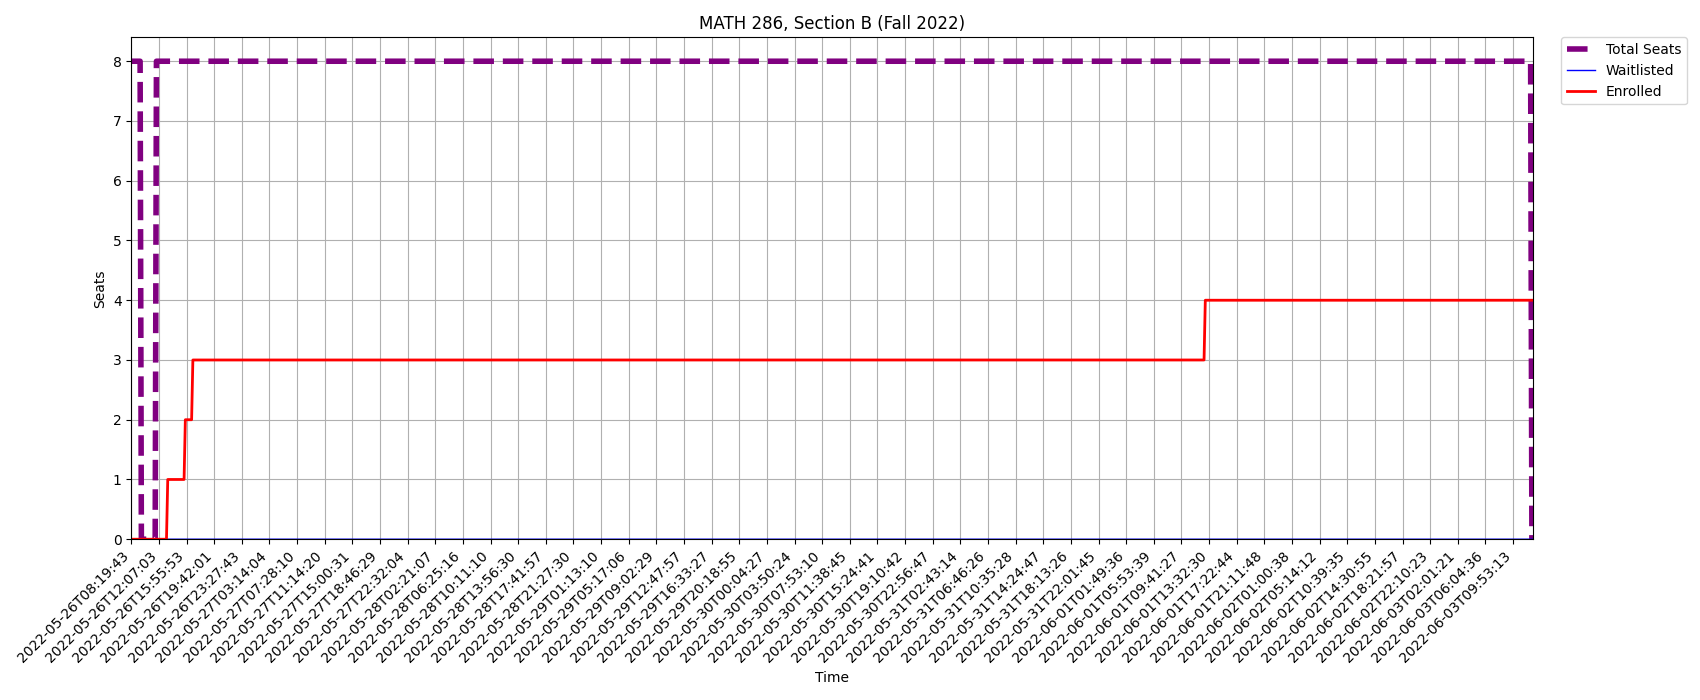 MATH 286, Section B (Fall 2022)
Total Seats
Waitlisted
Enrolled
Seats
8
7
6
5
4
3
2
1
0
2022-05-26T08:19:43
2022-05-26T12:07:03
2022-05-26T15:55:53
2022-05-26T19:42:01
2022-05-26T23:27:43
2022-05-27T03:14:04
2022-05-27T07:28:10
2022-05-27T11:14:20
2022-05-27T15:00:31
2022-05-27T18:46:29
2022-05-27T22:32:04
2022-05-28T02:21:07
2022-05-28T06:25:16
2022-05-28T10:11:10
2022-05-28T13:56:30
2022-05-28T17:41:57
2022-05-28T21:27:30
2022-05-29T01:13:10
2022-05-29T05:17:06
2022-05-29T09:02:29
2022-05-29T12:47:57
2022-05-29T16:33:27
2022-05-29T20:18:55
2022-05-30T00:04:27
2022-05-30T03:50:24
2022-05-30T07:53:10
2022-05-30T11:38:45
2022-05-30T15:24:41
2022-05-30T19:10:42
2022-05-30T22:56:47
2022-05-31T02:43:14
2022-05-31T06:46:26
2022-05-31T10:35:28
2022-05-31T14:24:47
2022-05-31T18:13:26
2022-05-31T22:01:45
2022-06-01T01:49:36
2022-06-01T05:53:39
2022-06-01T09:41:27
2022-06-01T13:32:30
2022-06-01T17:22:44
2022-06-01T21:11:48
2022-06-02T01:00:38
2022-06-02T05:14:12
2022-06-02T10:39:35
2022-06-02T14:30:55
2022-06-02T18:21:57
2022-06-02T22:10:23
2022-06-03T02:01:21
2022-06-03T06:04:36
2022-06-03T09:53:13
Time